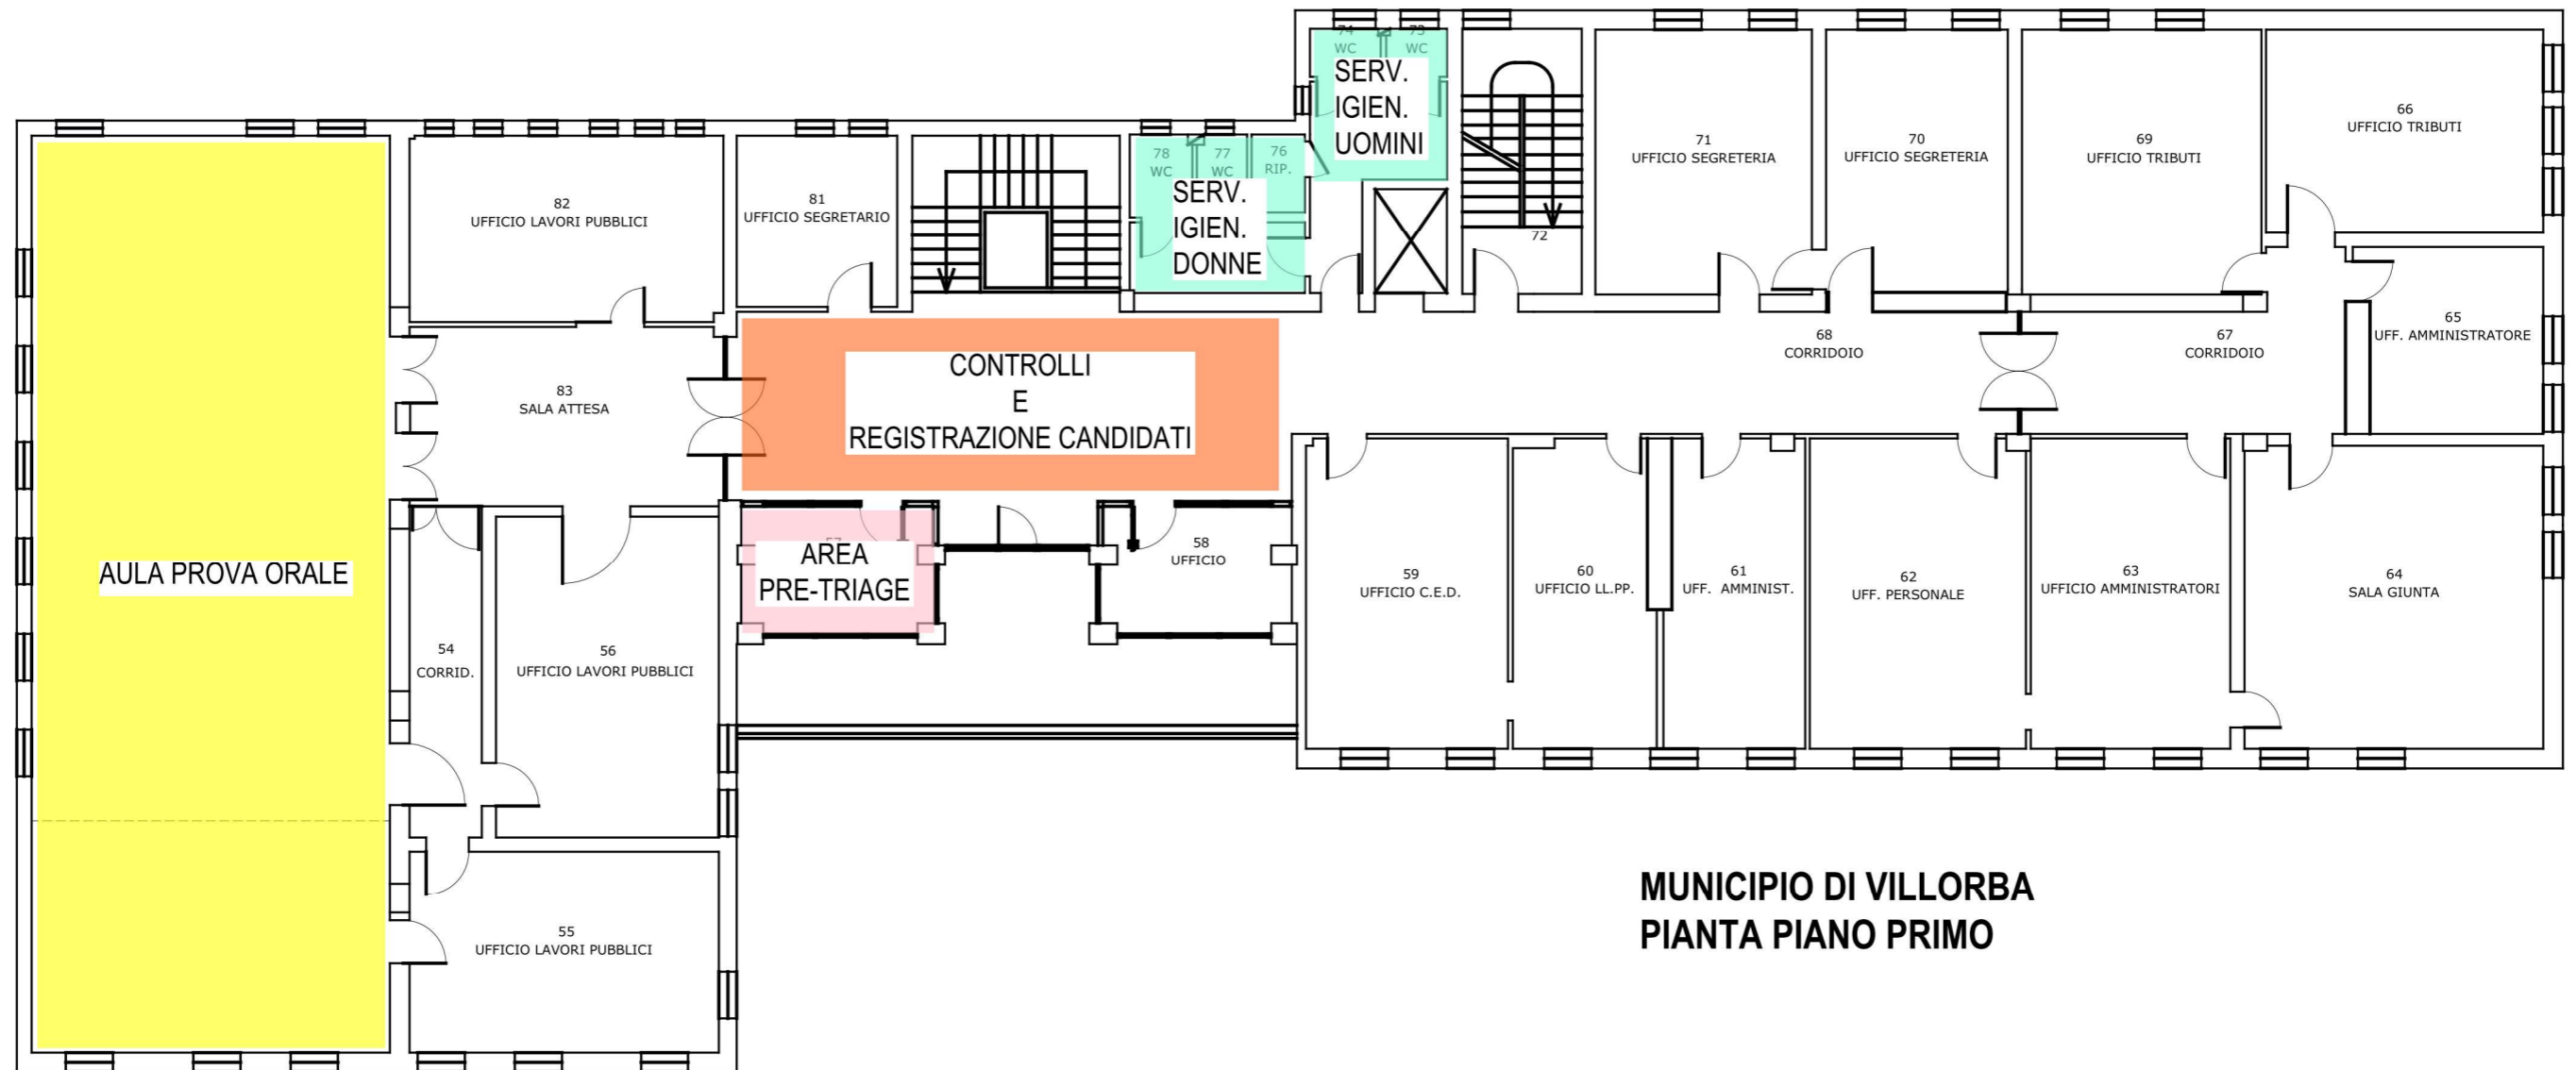 74
WC
73
WC
SERV.
IGIEN.
UOMINI
78
WC
77
WC
76
RIP.
SERV.
IGIEN.
DONNE
72
71
UFFICIO SEGRETERIA
70
UFFICIO SEGRETERIA
69
UFFICIO TRIBUTI
66
UFFICIO TRIBUTI
82
UFFICIO LAVORI PUBBLICI
81
UFFICIO SEGRETARIO
65
UFF. AMMINISTRATORE
68
CORRIDOIO
67
CORRIDOIO
83
SALA ATTESA
CONTROLLI
E
REGISTRAZIONE CANDIDATI
AULA PROVA ORALE
57
AREA
PRE-TRIAGE
58
UFFICIO
59
UFFICIO C.E.D.
60
UFFICIO LL.PP.
61
UFF. AMMINIST.
62
UFF. PERSONALE
63
UFFICIO AMMINISTRATORI
64
SALA GIUNTA
54
CORRID.
56
UFFICIO LAVORI PUBBLICI
55
UFFICIO LAVORI PUBBLICI
MUNICIPIO DI VILLORBA
PIANTA PIANO PRIMO